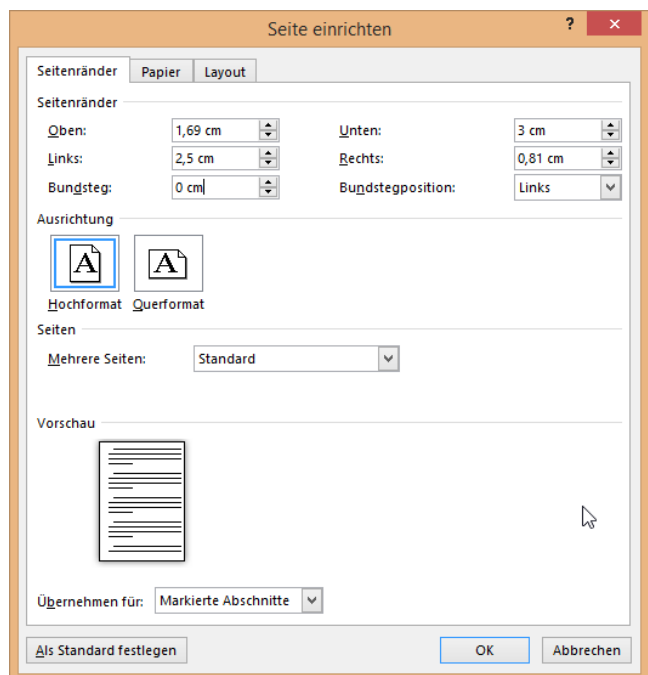 Seite einrichten ?
Seitenränder Papier Layout
Seitenränder
Oben: 1,69 cm Unten: 3 cm
Links: 2,5 cm Rechts: 0,81 cm
Bundsteg: 0 cm Bundstegposition: Links
Ausrichtung
A A
Hochformat Querformat
Seiten
Mehrere Seiten: Standard
Vorschau
Übernehmen für: Markierte Abschnitte
Als Standard festlegen OK Abbrechen